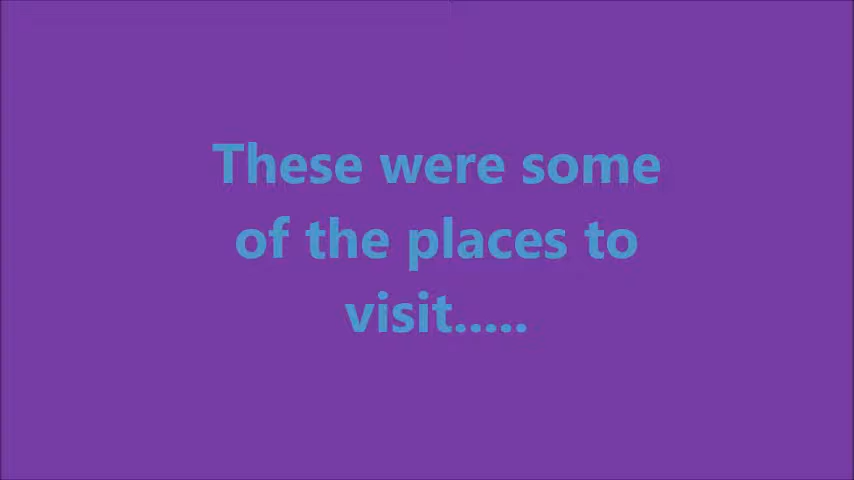 These were some
of the places to
visit.....